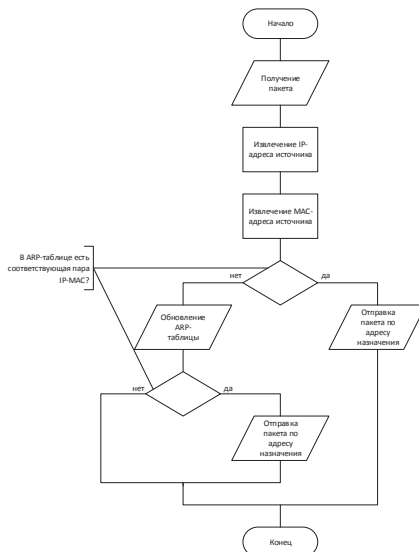 Начало
Получение
пакета
Извлечение IP-
адреса источника
Извлечение MAC-
адреса источника
В ARP-таблице есть
соответствующая пара
IP-MAC?
нет
да
Обновление
ARP-
таблицы
Отправка
пакета по
адресу
назначения
нет
да
Отправка
пакета по
адресу
назначения
Конец